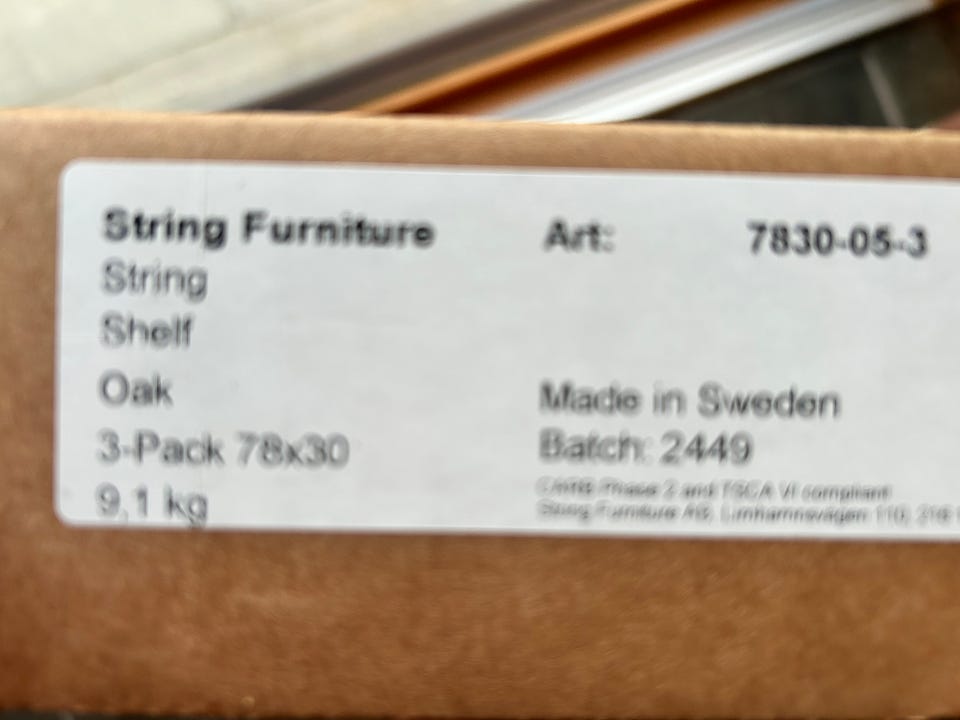 String Furniture Art: 7830-05-3
String
Shelf
Oak
Made in Sweden
3-Pack 78x30
Batch: 2449
9,1 kg
CARB Phase 2 and TSCA VI compliant
String Furniture AB, Limhamnsvägen 110, 216